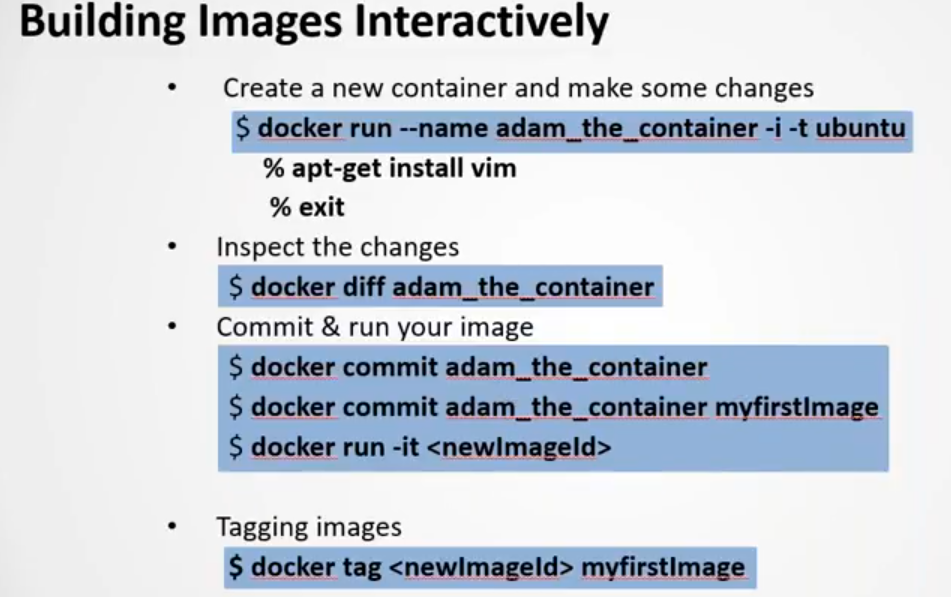 Building Images Interactively
• Create a new container and make some changes
$ docker run --name adam_the_container -i -t ubuntu
% apt-get install vim
% exit
• Inspect the changes
$ docker diff adam_the_container
• Commit & run your image
$ docker commit adam_the_container
$ docker commit adam_the_container myfirstImage
$ docker run -it <newImageId>
• Tagging images
$ docker tag <newImageId> myfirstImage